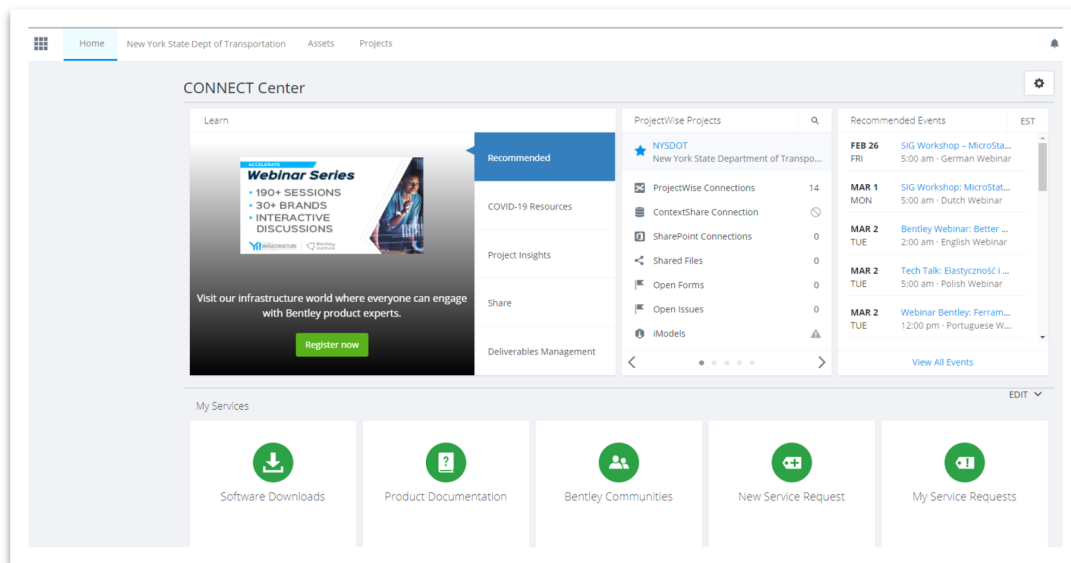 Home
New York State Dept of Transportation
Assets
Projects
CONNECT Center
Learn
ACCELERATE
Webinar Series
• 190+ SESSIONS
• 30+ BRANDS
• INTERACTIVE
DISCUSSIONS
Visit our infrastructure world where everyone can engage
with Bentley product experts.
Register now
Recommended
COVID-19 Resources
Project Insights
Share
Deliverables Management
ProjectWise Projects
NYSDOT
New York State Department of Transpo...
ProjectWise Connections 14
ContextShare Connection
SharePoint Connections 0
Shared Files 0
Open Forms 0
Open Issues 0
iModels
Recommended Events EST
FEB 26 SIG Workshop – MicroSta...
FRI 5:00 am · German Webinar
MAR 1 SIG Workshop: MicroStat...
MON 5:00 am · Dutch Webinar
MAR 2 Bentley Webinar: Better ...
TUE 2:00 am · English Webinar
MAR 2 Tech Talk: Elastyczność i ...
TUE 5:00 am · Polish Webinar
MAR 2 Webinar Bentley: Ferram...
TUE 12:00 pm · Portuguese W...
View All Events
EDIT
My Services
Software Downloads
Product Documentation
Bentley Communities
New Service Request
My Service Requests